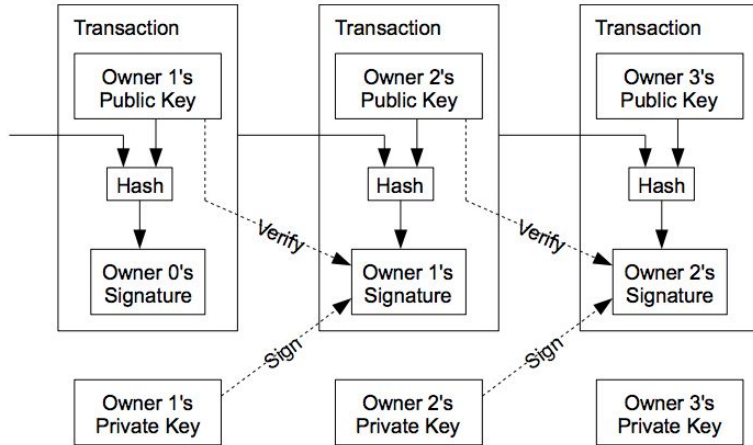 Transaction
Transaction
Transaction
Owner 1's
Public Key
Owner 2's
Public Key
Owner 3's
Public Key
Hash
Hash
Hash
Verify
Verify
Owner 0's
Signature
Owner 1's
Signature
Owner 2's
Signature
Sign
Sign
Owner 1's
Private Key
Owner 2's
Private Key
Owner 3's
Private Key